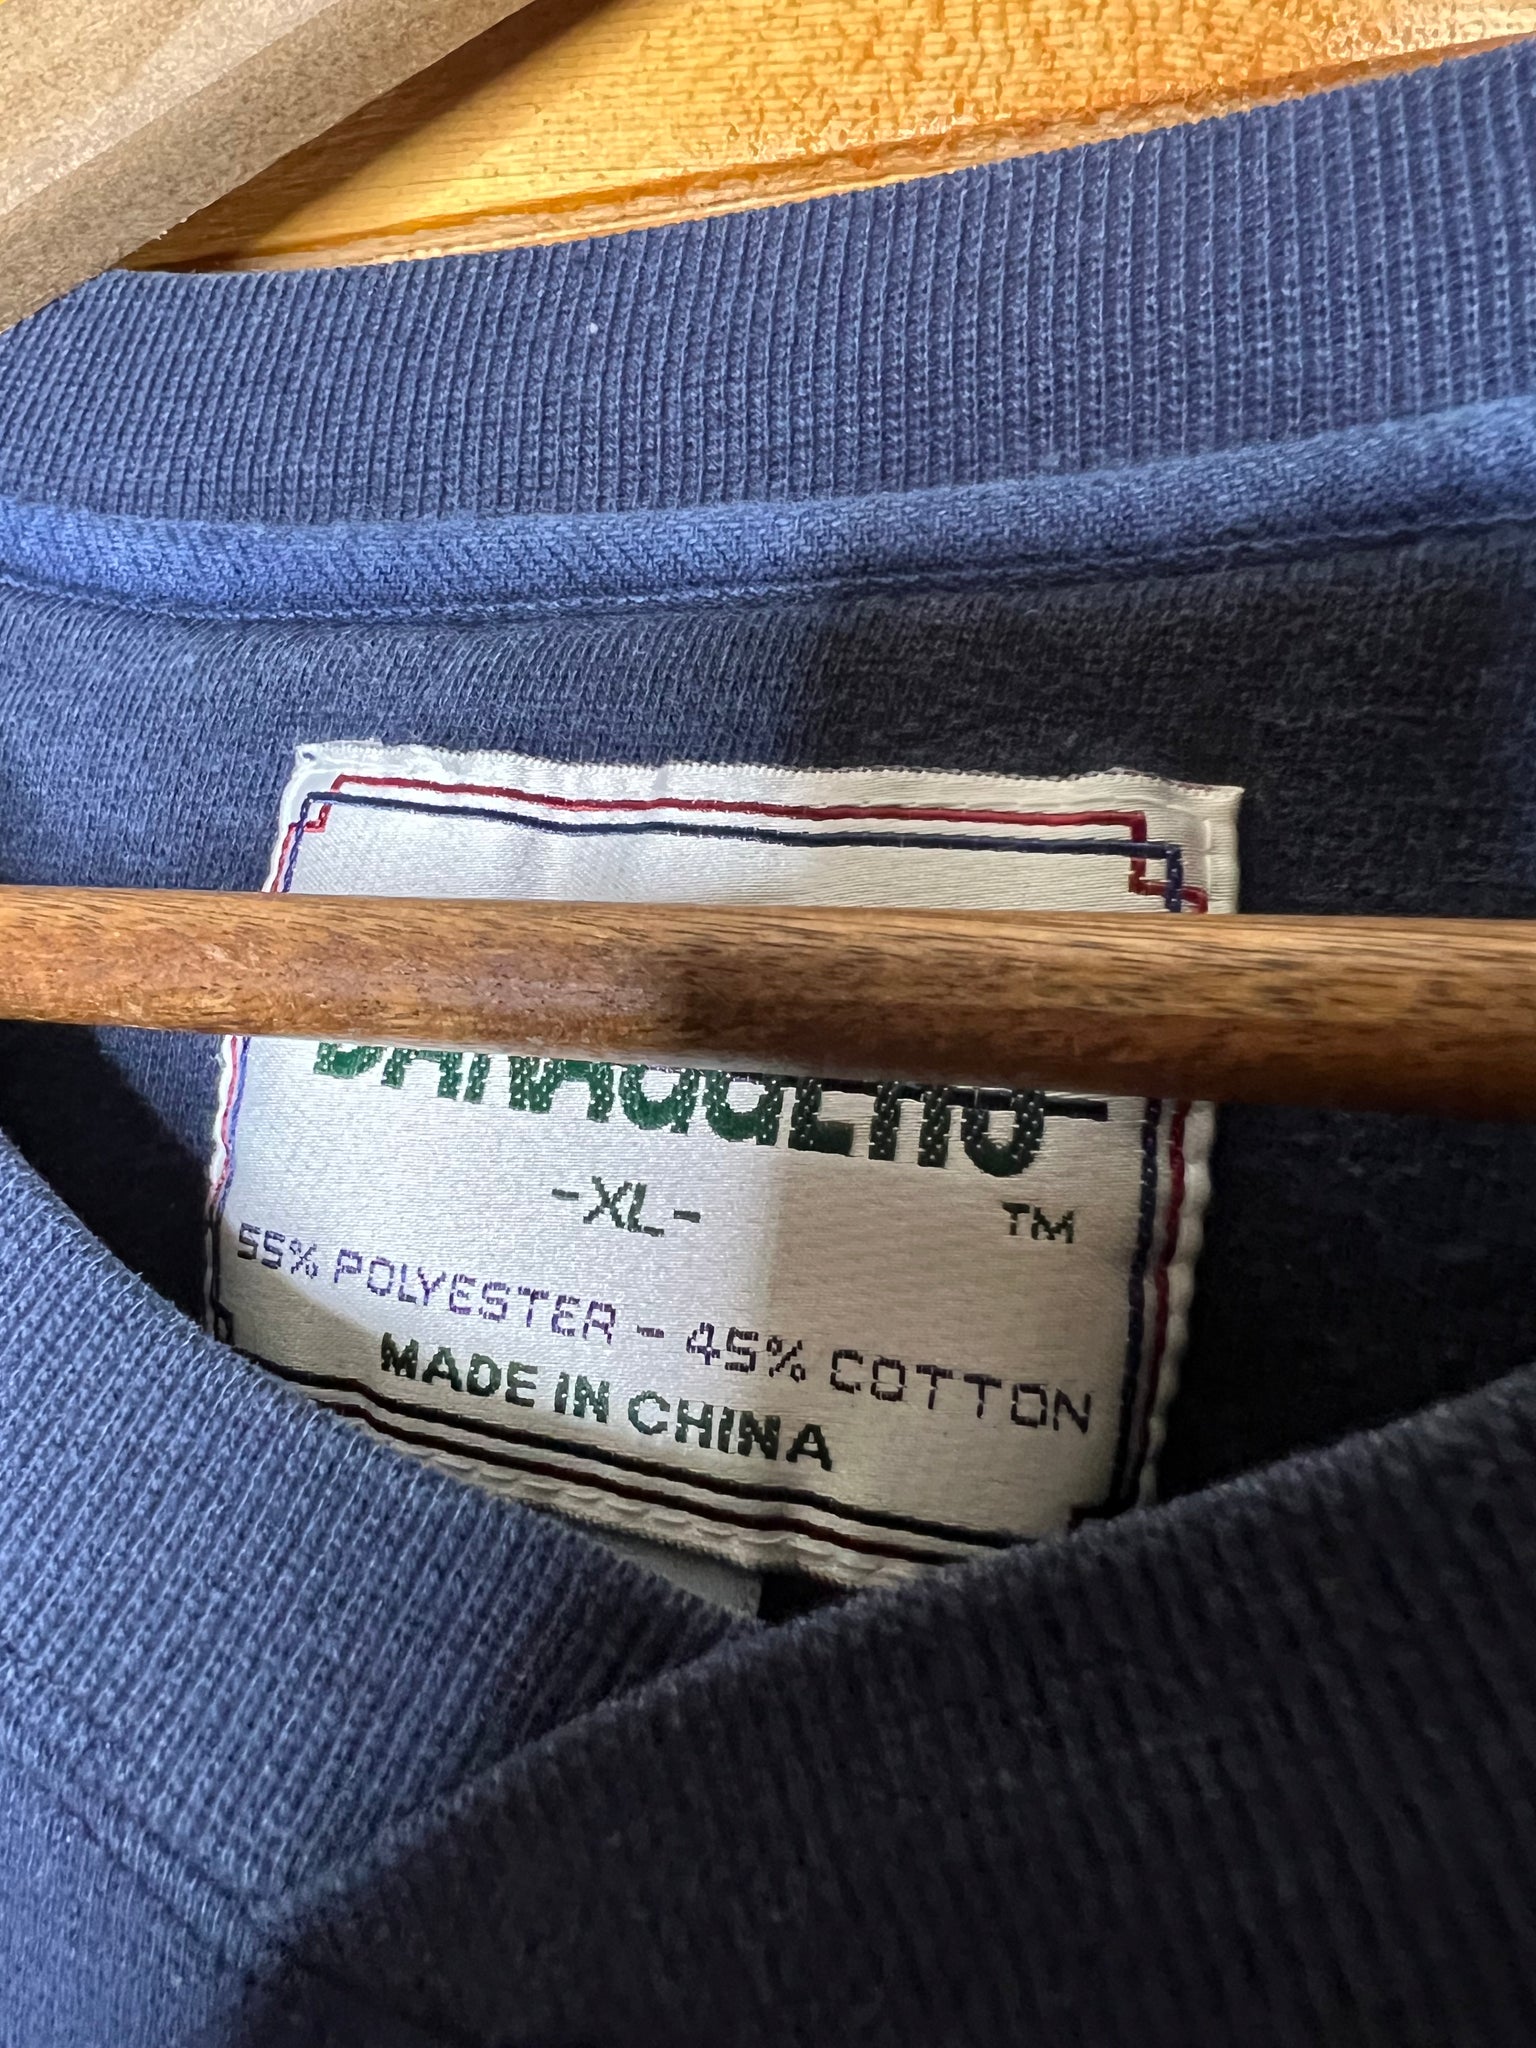 -XL-
TM
55% POLYESTER - 45% COTTON
MADE IN CHINA